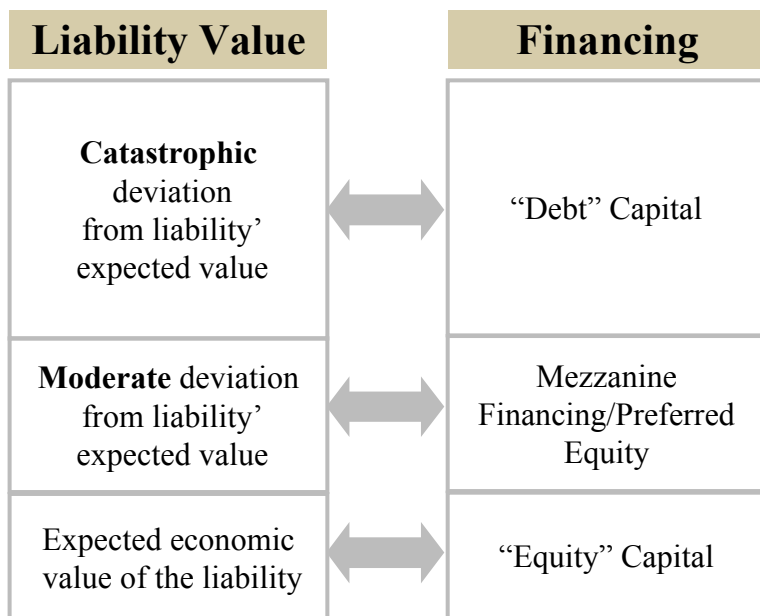 Liability Value
Financing
Catastrophic
deviation
from liability’
expected value
“Debt” Capital
Moderate deviation
from liability’
expected value
Mezzanine
Financing/Preferred
Equity
Expected economic
value of the liability
“Equity” Capital